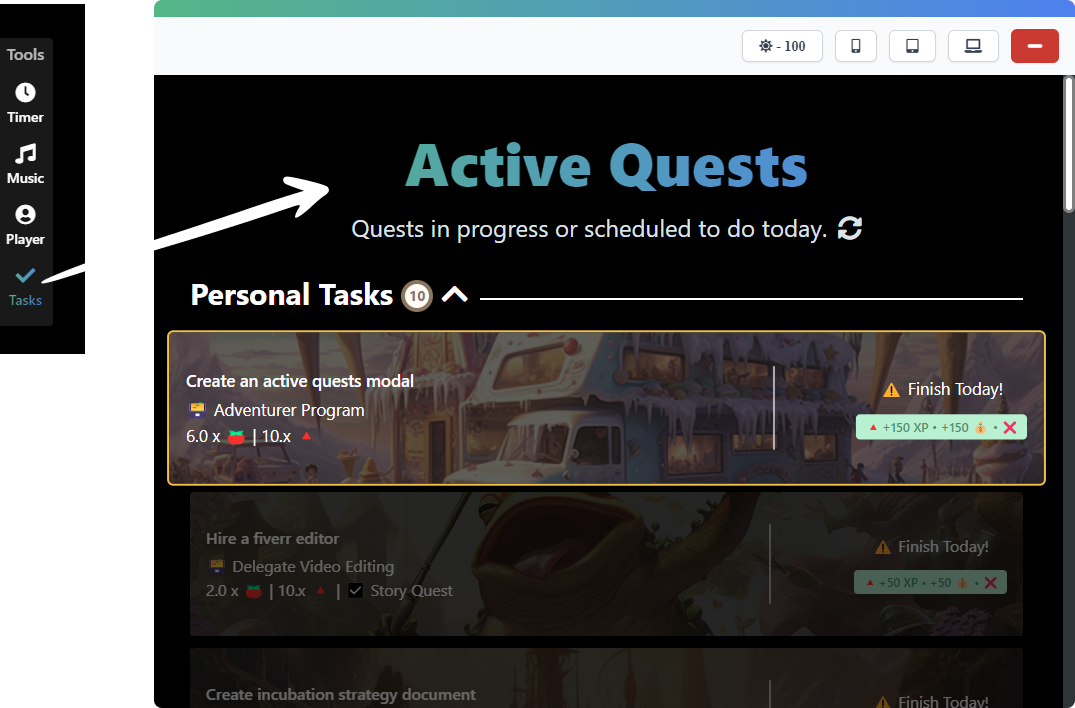 Tools
Timer
Music
Player
Tasks
- 100
Active Quests
Quests in progress or scheduled to do today.
Personal Tasks 10
Create an active quests modal
Adventurer Program
6.0 x | 10.x
Finish Today!
+150 XP • +150 •
Hire a fiverr editor
Delegate Video Editing
2.0 x | 10.x | Story Quest
Finish Today!
+50 XP • +50 •
Create incubation strategy document
Finish Today!